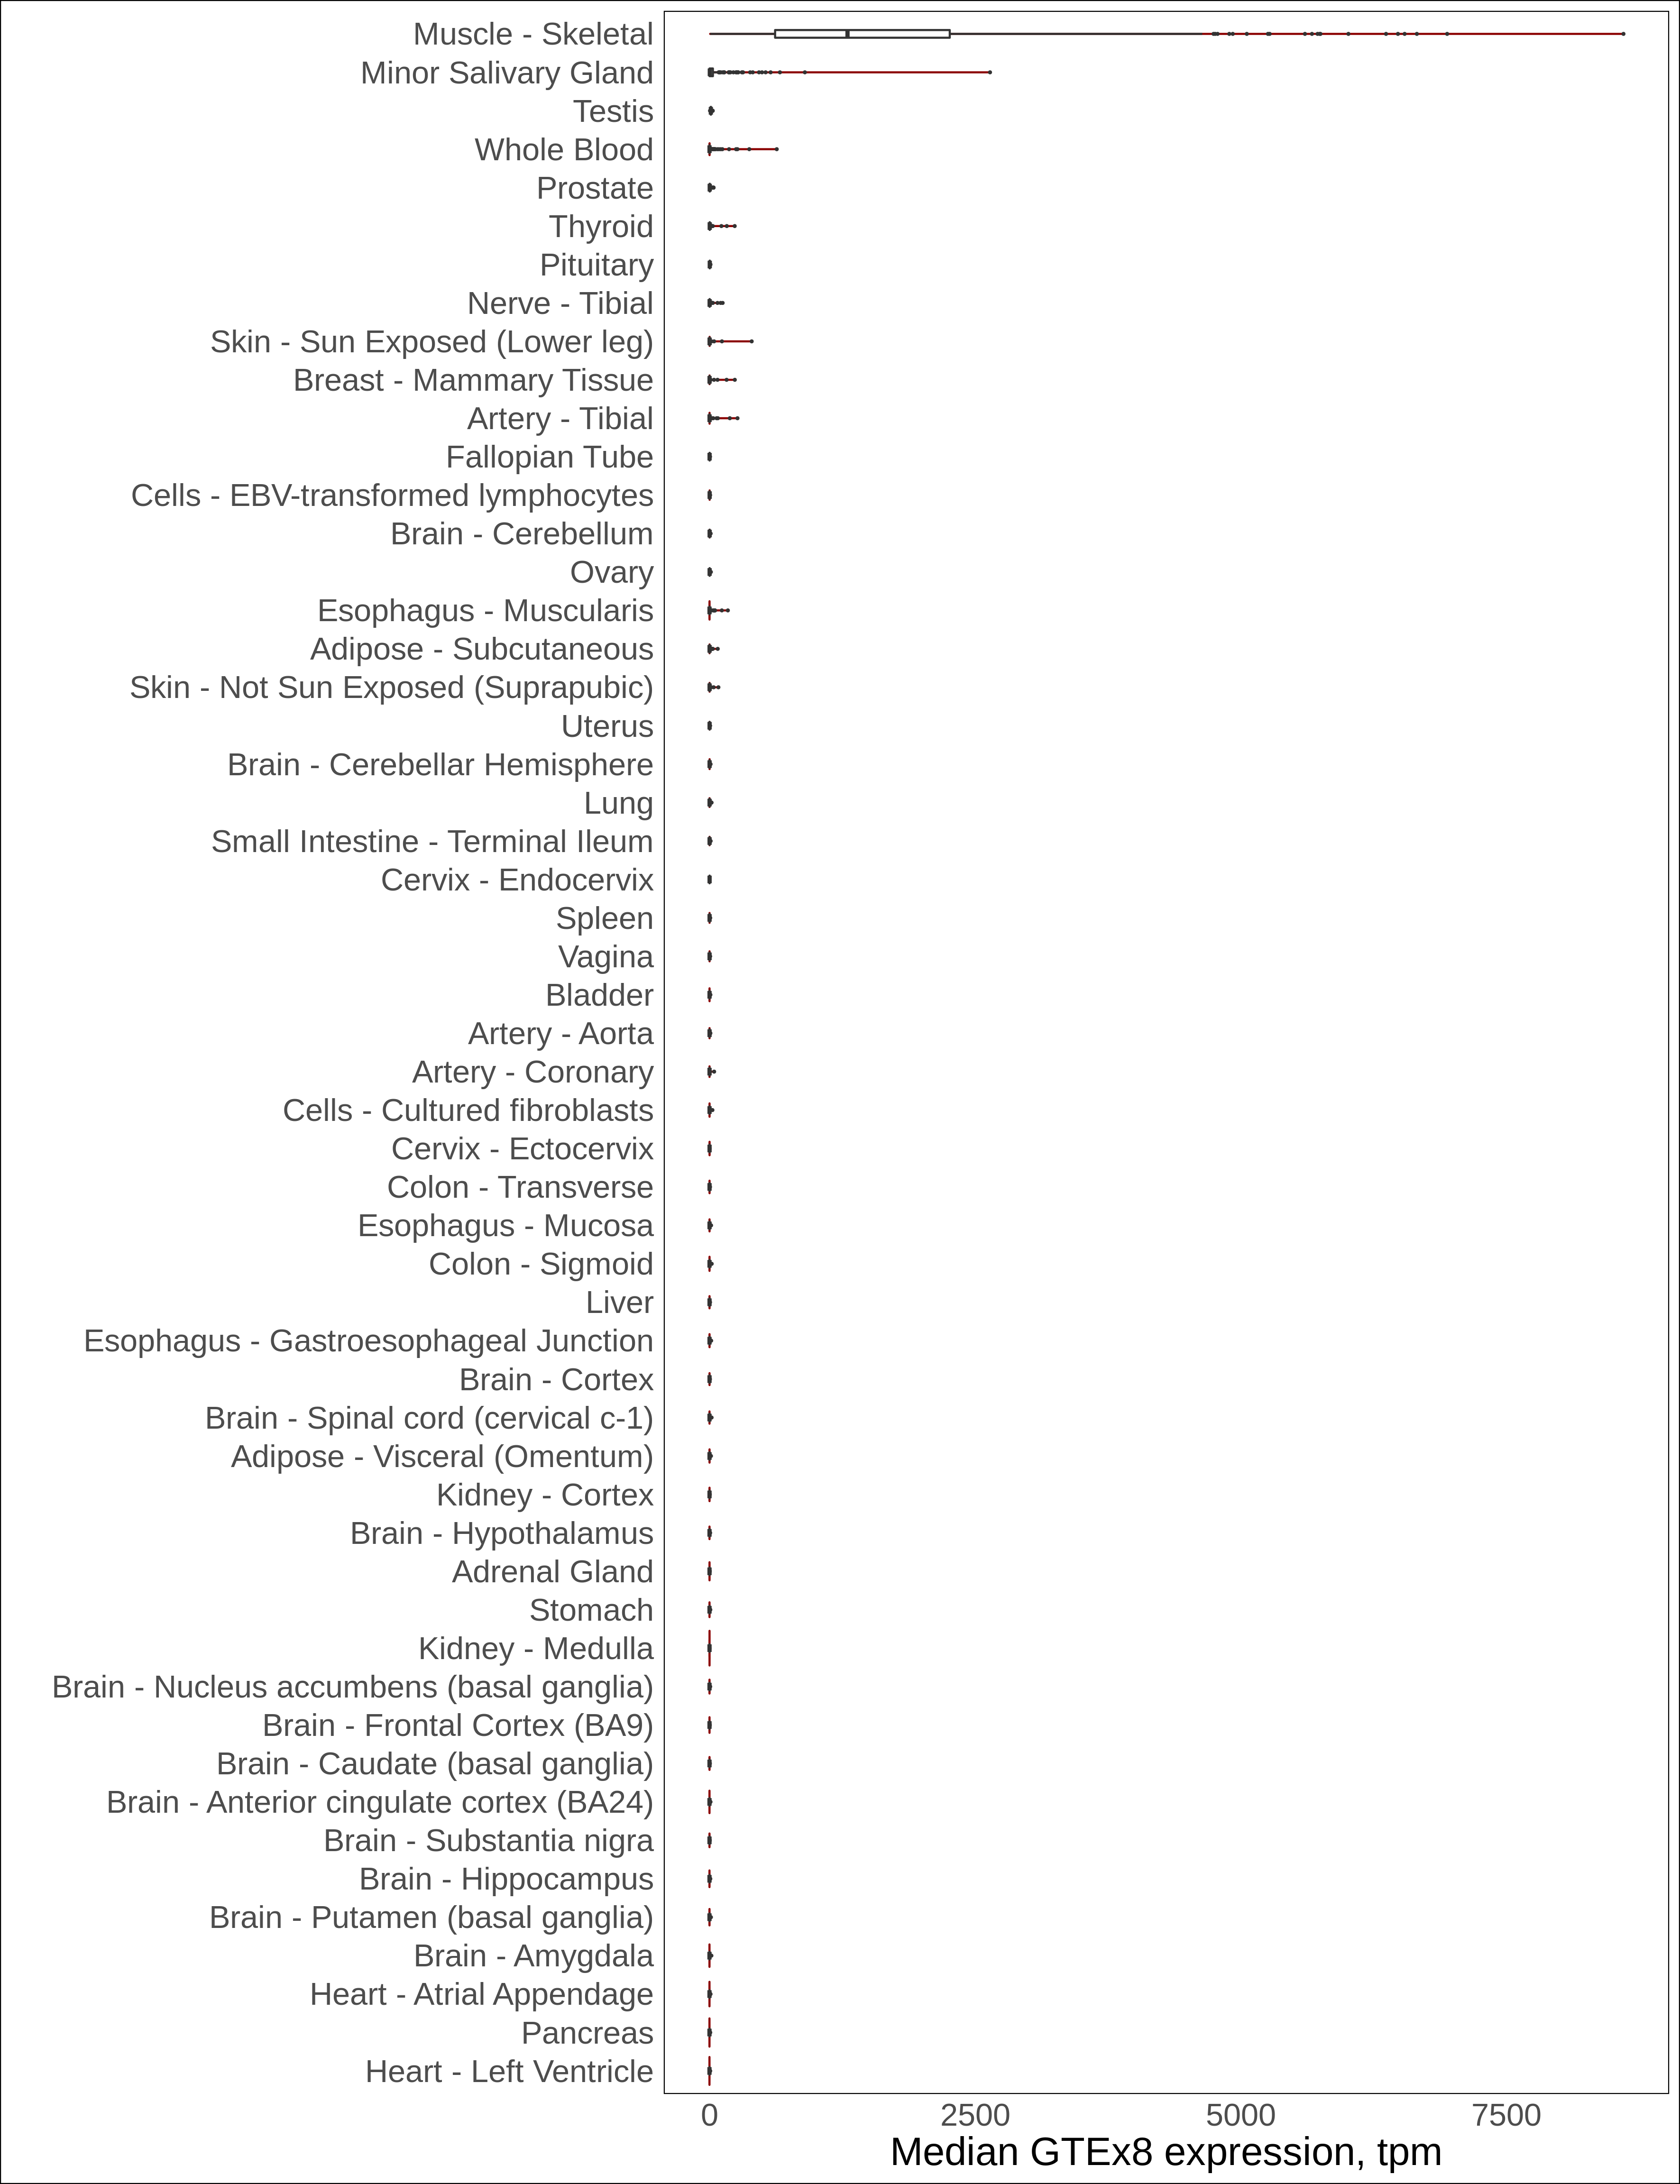 Muscle - Skeletal
Minor Salivary Gland
Testis
Whole Blood
Prostate
Thyroid
Pituitary
Nerve - Tibial
Skin - Sun Exposed (Lower leg)
Breast - Mammary Tissue
Artery - Tibial
Fallopian Tube
Cells - EBV-transformed lymphocytes
Brain - Cerebellum
Ovary
Esophagus - Muscularis
Adipose - Subcutaneous
Skin - Not Sun Exposed (Suprapubic)
Uterus
Brain - Cerebellar Hemisphere
Lung
Small Intestine - Terminal Ileum
Cervix - Endocervix
Spleen
Vagina
Bladder
Artery - Aorta
Artery - Coronary
Cells - Cultured fibroblasts
Cervix - Ectocervix
Colon - Transverse
Esophagus - Mucosa
Colon - Sigmoid
Liver
Esophagus - Gastroesophageal Junction
Brain - Cortex
Brain - Spinal cord (cervical c-1)
Adipose - Visceral (Omentum)
Kidney - Cortex
Brain - Hypothalamus
Adrenal Gland
Stomach
Kidney - Medulla
Brain - Nucleus accumbens (basal ganglia)
Brain - Frontal Cortex (BA9)
Brain - Caudate (basal ganglia)
Brain - Anterior cingulate cortex (BA24)
Brain - Substantia nigra
Brain - Hippocampus
Brain - Putamen (basal ganglia)
Brain - Amygdala
Heart - Atrial Appendage
Pancreas
Heart - Left Ventricle
0 2500 5000 7500
Median GTEx8 expression, tpm